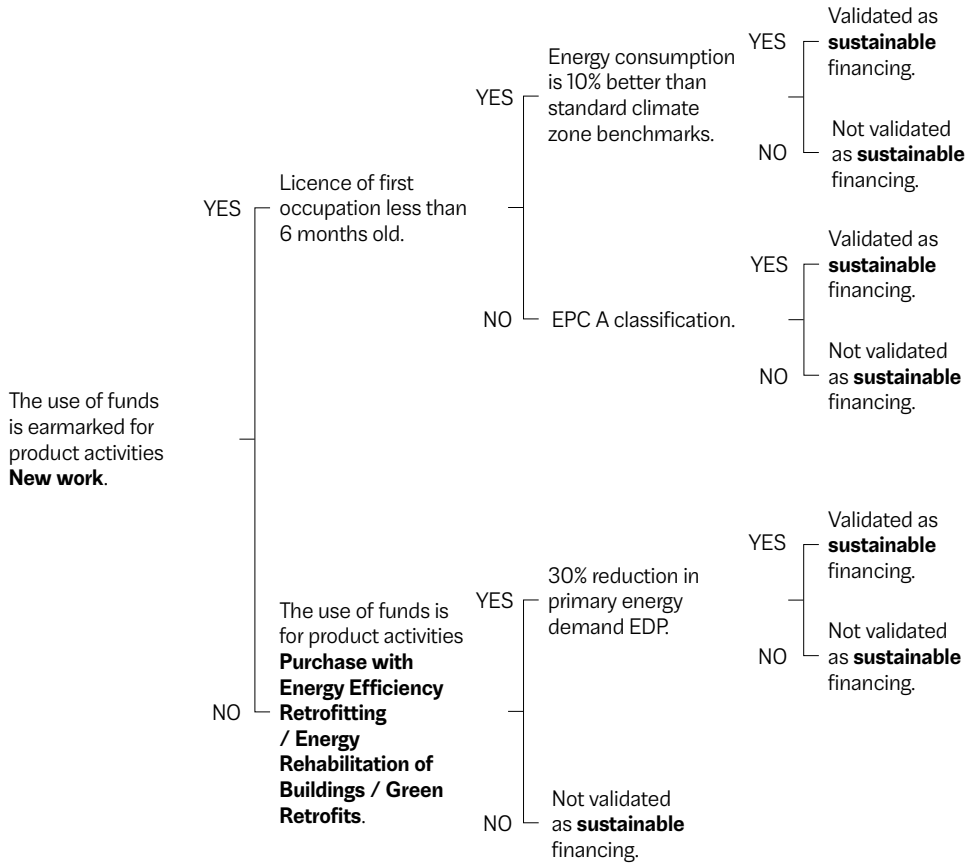 The use of funds
is earmarked for
product activities
New work.
YES
Licence of first
occupation less than
6 months old.
YES
Energy consumption
is 10% better than
standard climate
zone benchmarks.
YES
Validated as
sustainable
financing.
NO
Not validated
as sustainable
financing.
NO
EPC A classification.
YES
Validated as
sustainable
financing.
NO
Not validated
as sustainable
financing.
NO
The use of funds is
for product activities
Purchase with
Energy Efficiency
Retrofitting
/ Energy
Rehabilitation of
Buildings / Green
Retrofits.
YES
30% reduction in
primary energy
demand EDP.
YES
Validated as
sustainable
financing.
NO
Not validated
as sustainable
financing.
NO
Not validated
as sustainable
financing.